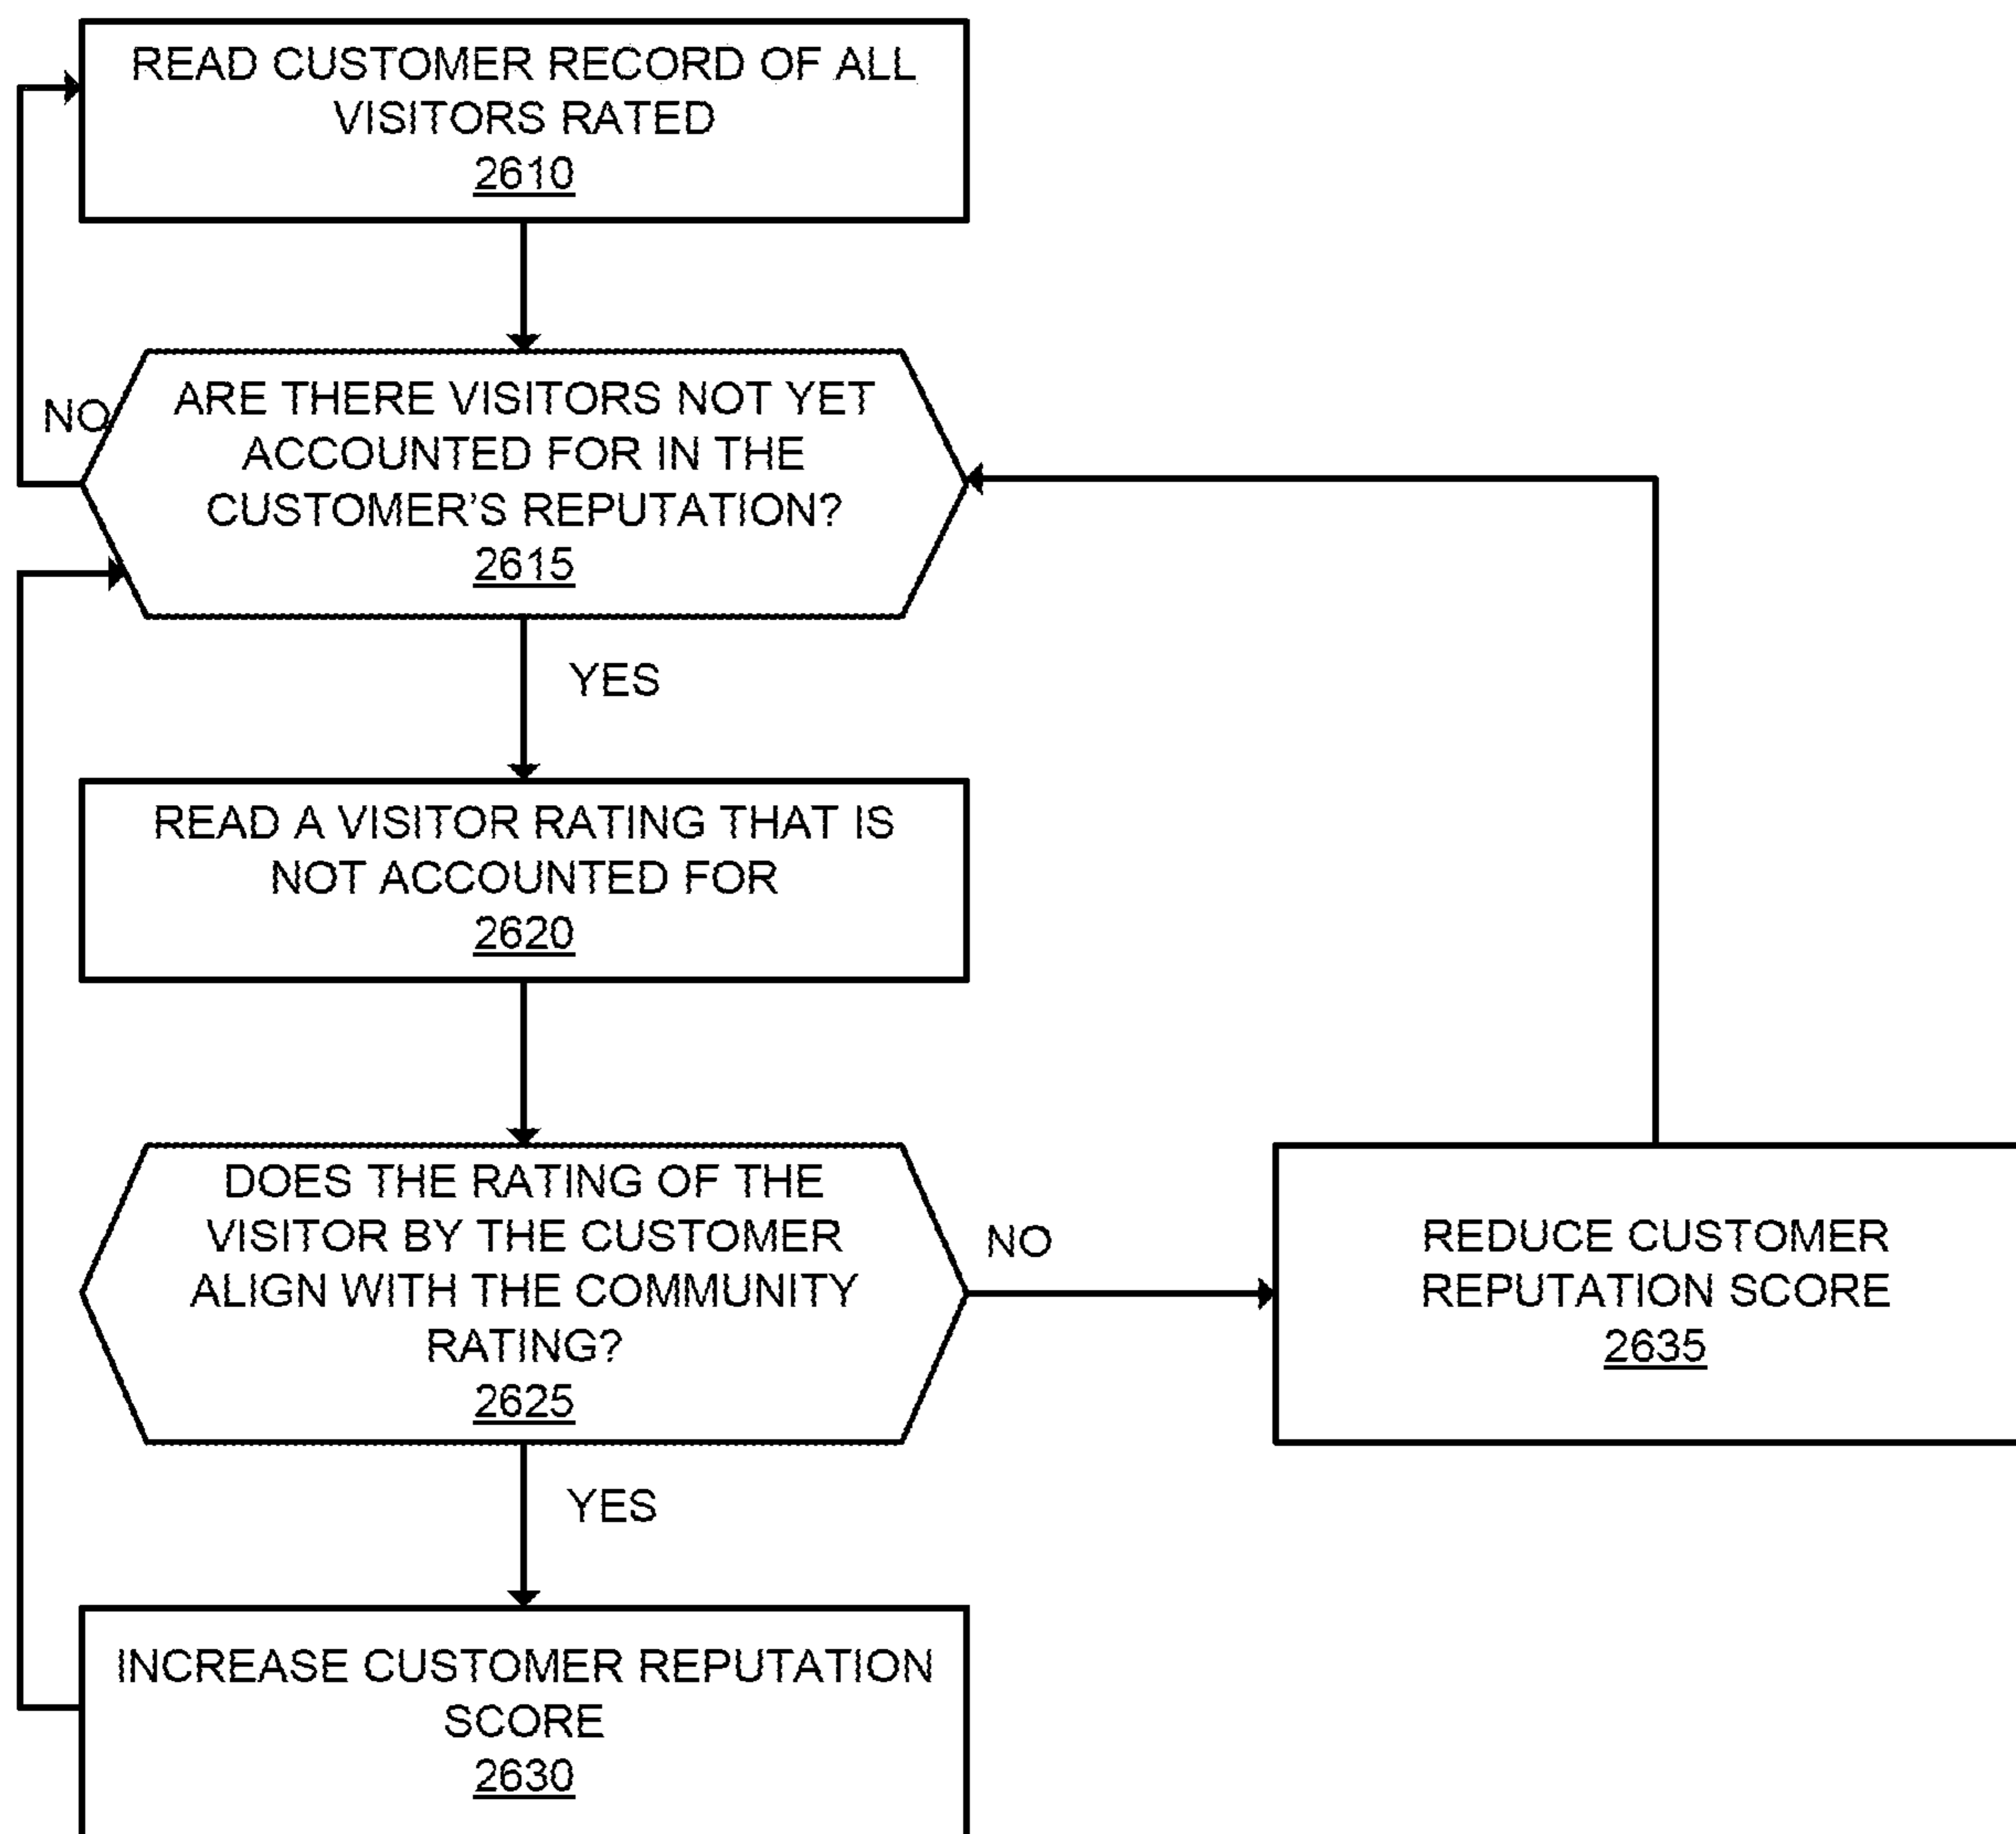 READ CUSTOMER RECORD OF ALL
VISITORS RATED
2610
NO
ARE THERE VISITORS NOT YET
ACCOUNTED FOR IN THE
CUSTOMER'S REPUTATION?
2615
YES
READ A VISITOR RATING THAT IS
NOT ACCOUNTED FOR
2620
DOES THE RATING OF THE
VISITOR BY THE CUSTOMER
ALIGN WITH THE COMMUNITY
RATING?
2625
NO
REDUCE CUSTOMER
REPUTATION SCORE
2635
YES
INCREASE CUSTOMER REPUTATION
SCORE
2630